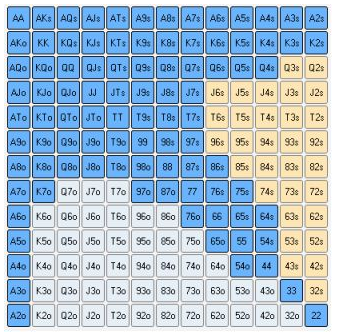 AA AKs AQs AJs ATs A9s A8s A7s A6s A5s A4s A3s A2s
AKo KK KQs KJs KTs K9s K8s K7s K6s K5s K4s K3s K2s
AQo KQo QQ QJs QTs Q9s Q8s Q7s Q6s Q5s Q4s Q3s Q2s
AJo KJo QJo JJ JTs J9s J8s J7s J6s J5s J4s J3s J2s
ATo KTo QTo JTo TT T9s T8s T7s T6s T5s T4s T3s T2s
A9o K9o Q9o J9o T9o 99 98s 97s 96s 95s 94s 93s 92s
A8o K8o Q8o J8o T8o 98o 88 87s 86s 85s 84s 83s 82s
A7o K7o Q7o J7o T7o 97o 87o 77 76s 75s 74s 73s 72s
A6o K6o Q6o J6o T6o 96o 86o 76o 66 65s 64s 63s 62s
A5o K5o Q5o J5o T5o 95o 85o 75o 65o 55 54s 53s 52s
A4o K4o Q4o J4o T4o 94o 84o 74o 64o 54o 44 43s 42s
A3o K3o Q3o J3o T3o 93o 83o 73o 63o 53o 43o 33 32s
A2o K2o Q2o J2o T2o 92o 82o 72o 62o 52o 42o 32o 22